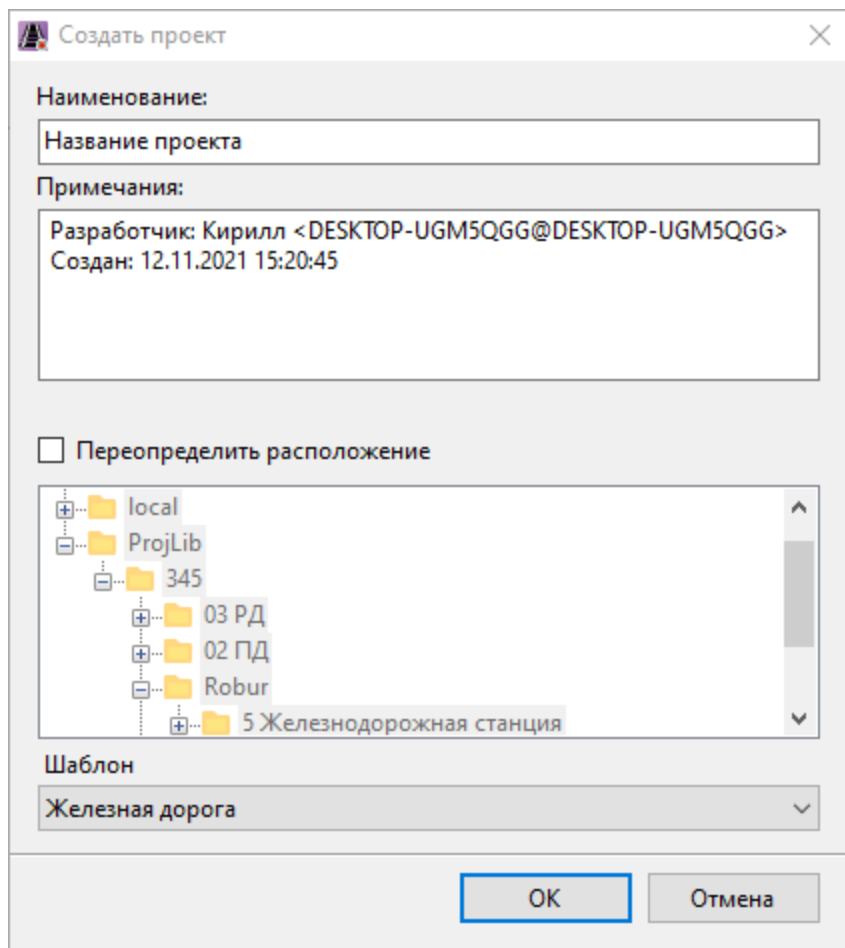 Создать проект
Наименование:
Название проекта
Примечания:
Разработчик: Кирилл <DESKTOP-UGM5QGG@DESKTOP-UGM5QGG>
Создан: 12.11.2021 15:20:45
Переопределить расположение
local
ProjLib
345
03 РД
02 ПД
Robur
5 Железнодорожная станция
Шаблон
Железная дорога
ОК Отмена